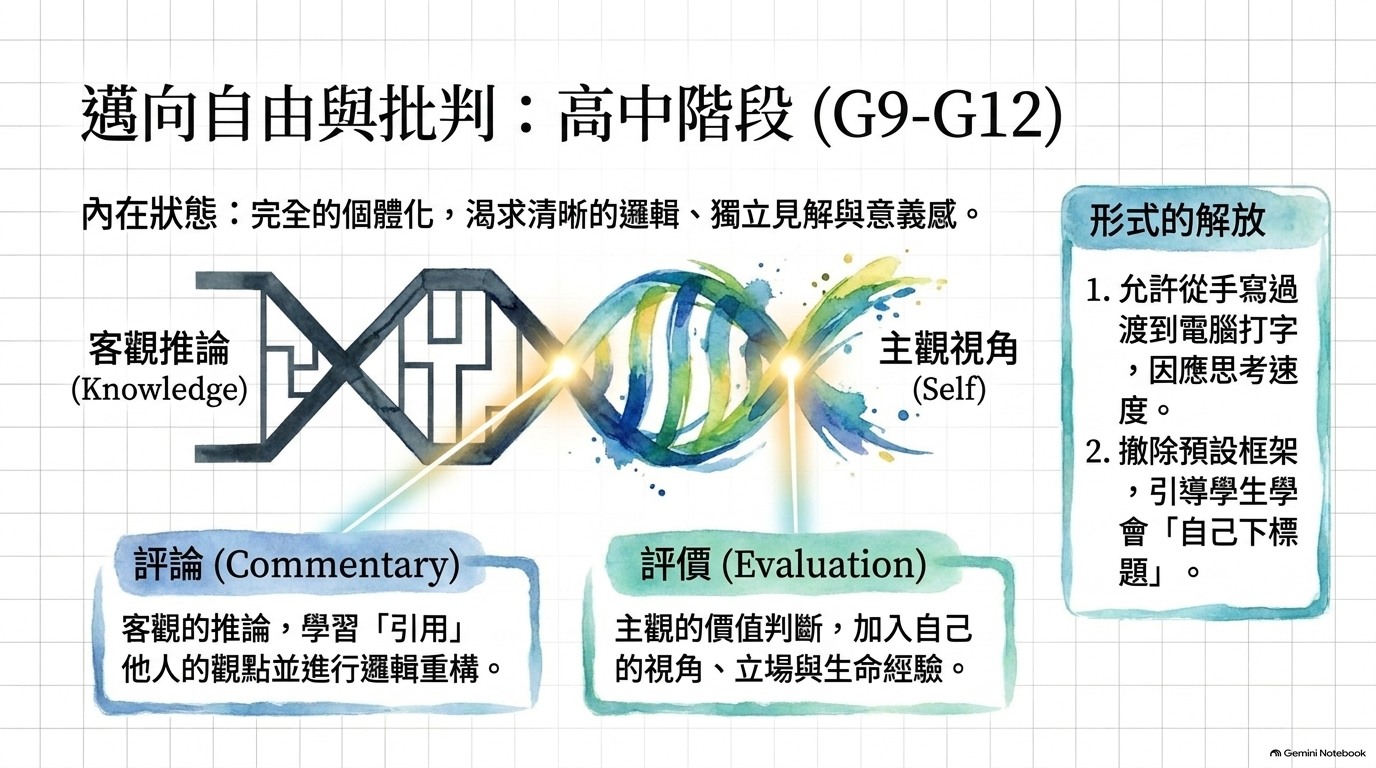 邁向自由與批判：高中階段 (G9-G12)
內在狀態：完全的個體化，渴求清晰的邏輯、獨立見解與意義感。
客觀推論
(Knowledge)
主觀視角
(Self)
評論 (Commentary)
客觀的推論，學習「引用」
他人的觀點並進行邏輯重構。
評價 (Evaluation)
主觀的價值判斷，加入自己
的視角、立場與生命經驗。
形式的解放
1. 允許從手寫過
渡到電腦打字
，因應思考速
度。
2. 撤除預設框架
，引導學生學
會「自己下標
題」。
Gemini Notebook